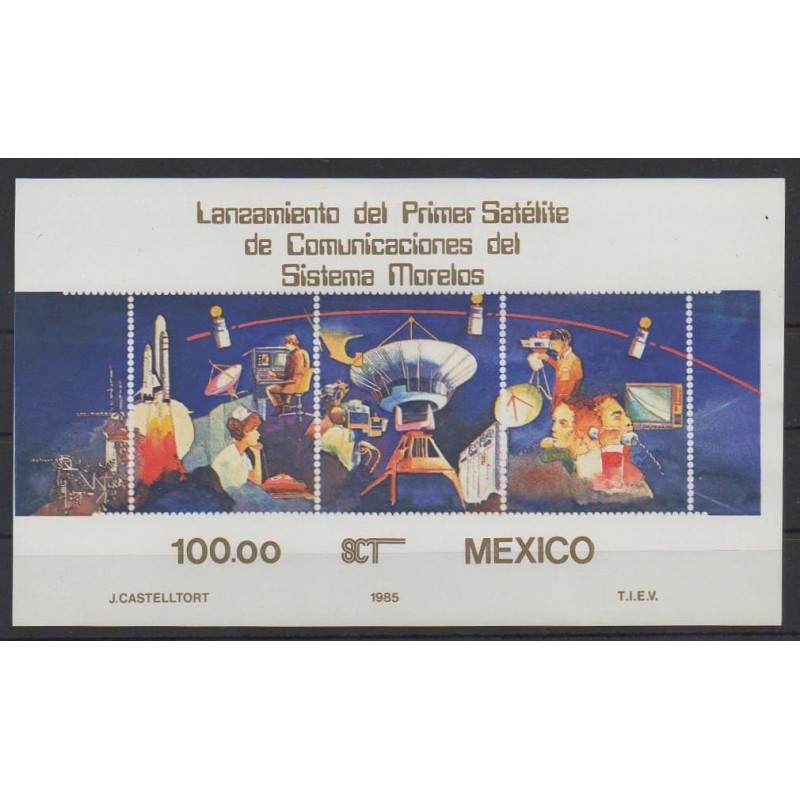 Lanzamiento del Primer Satélite
de Comunicaciones del
Sistema Morelos
100.00 SCT MEXICO
J.CASTELLTORT 1985 T.I.E.V.